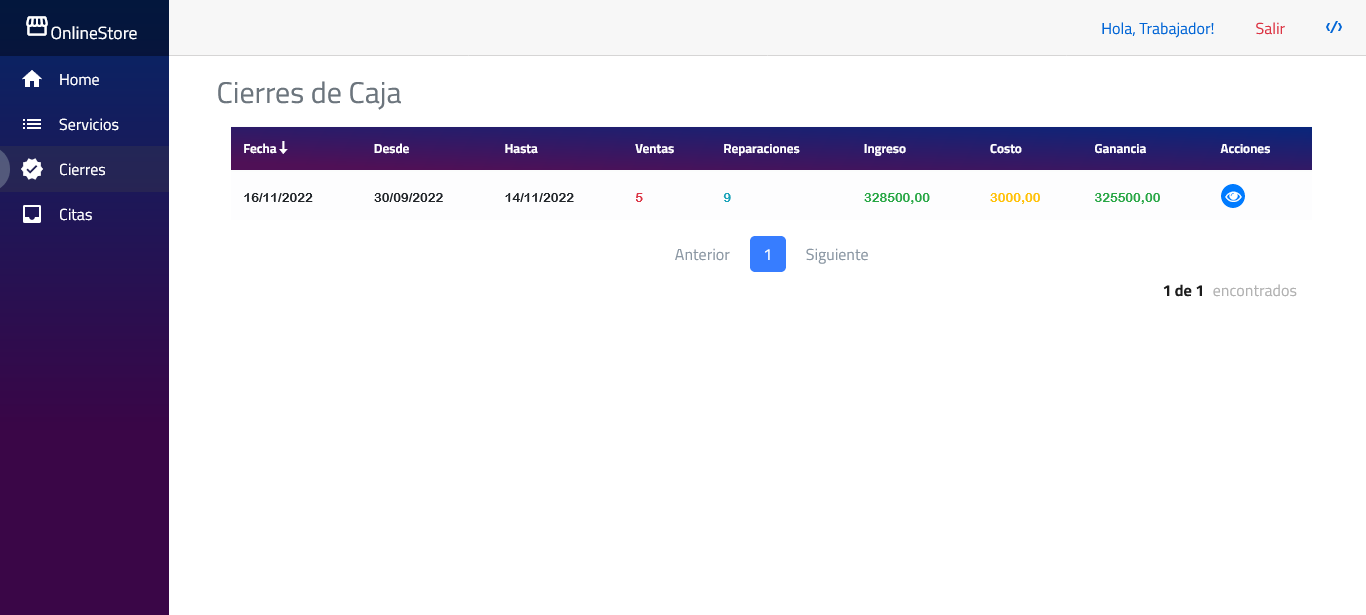 OnlineStore
Hola, Trabajador! Salir
Home
Servicios
Cierres
Citas
Cierres de Caja
Fecha Desde Hasta Ventas Reparaciones Ingreso Costo Ganancia Acciones
16/11/2022 30/09/2022 14/11/2022 5 9 328500,00 3000,00 325500,00
Anterior 1 Siguiente
1 de 1 encontrados